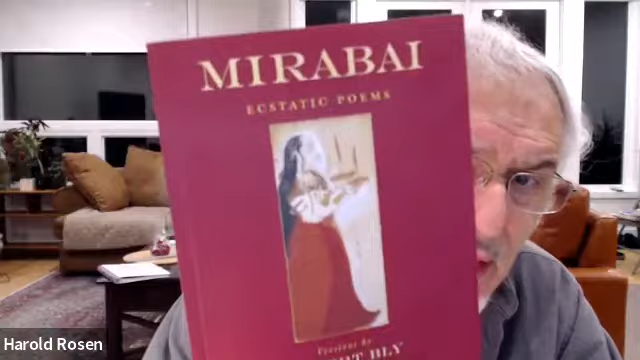 MIRABAI
ECSTATIC POEMS
Versions by
BLY
Harold Rosen